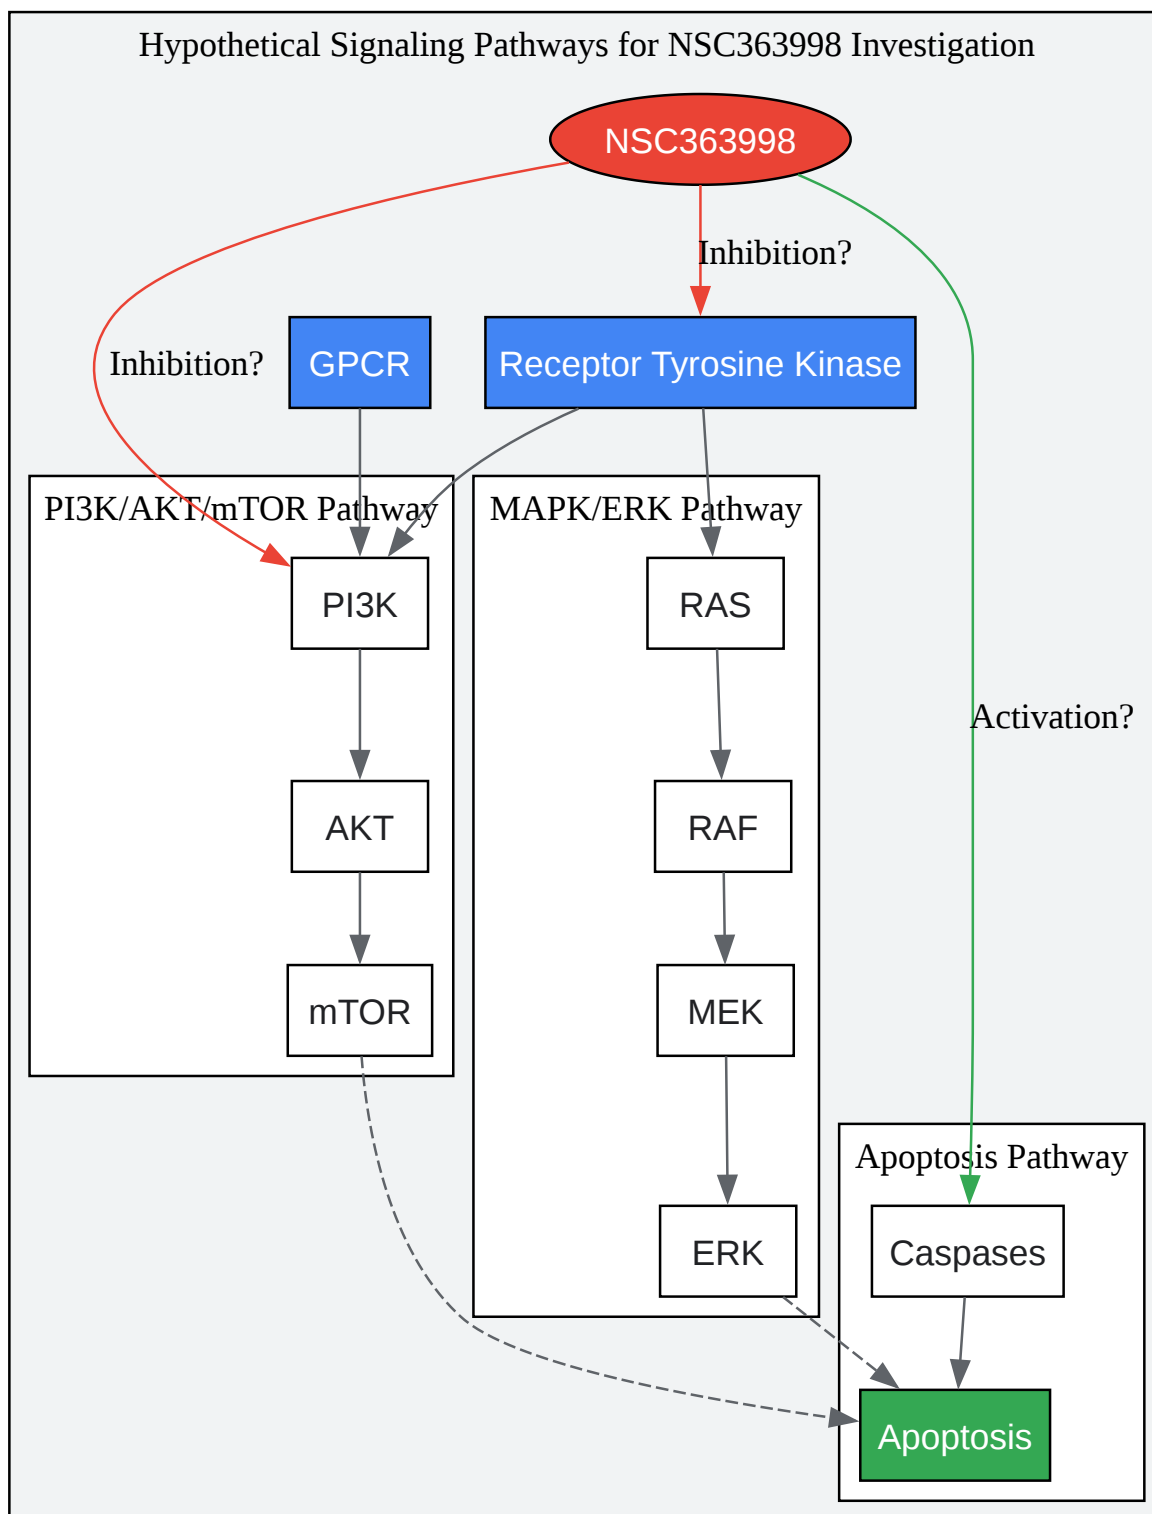 Hypothetical Signaling Pathways for NSC363998 Investigation
NSC363998
Inhibition?
Inhibition?
GPCR
Receptor Tyrosine Kinase
PI3K/AKT/mTOR Pathway
MAPK/ERK Pathway
PI3K
RAS
Activation?
AKT
RAF
mTOR
MEK
Apoptosis Pathway
ERK
Caspases
Apoptosis